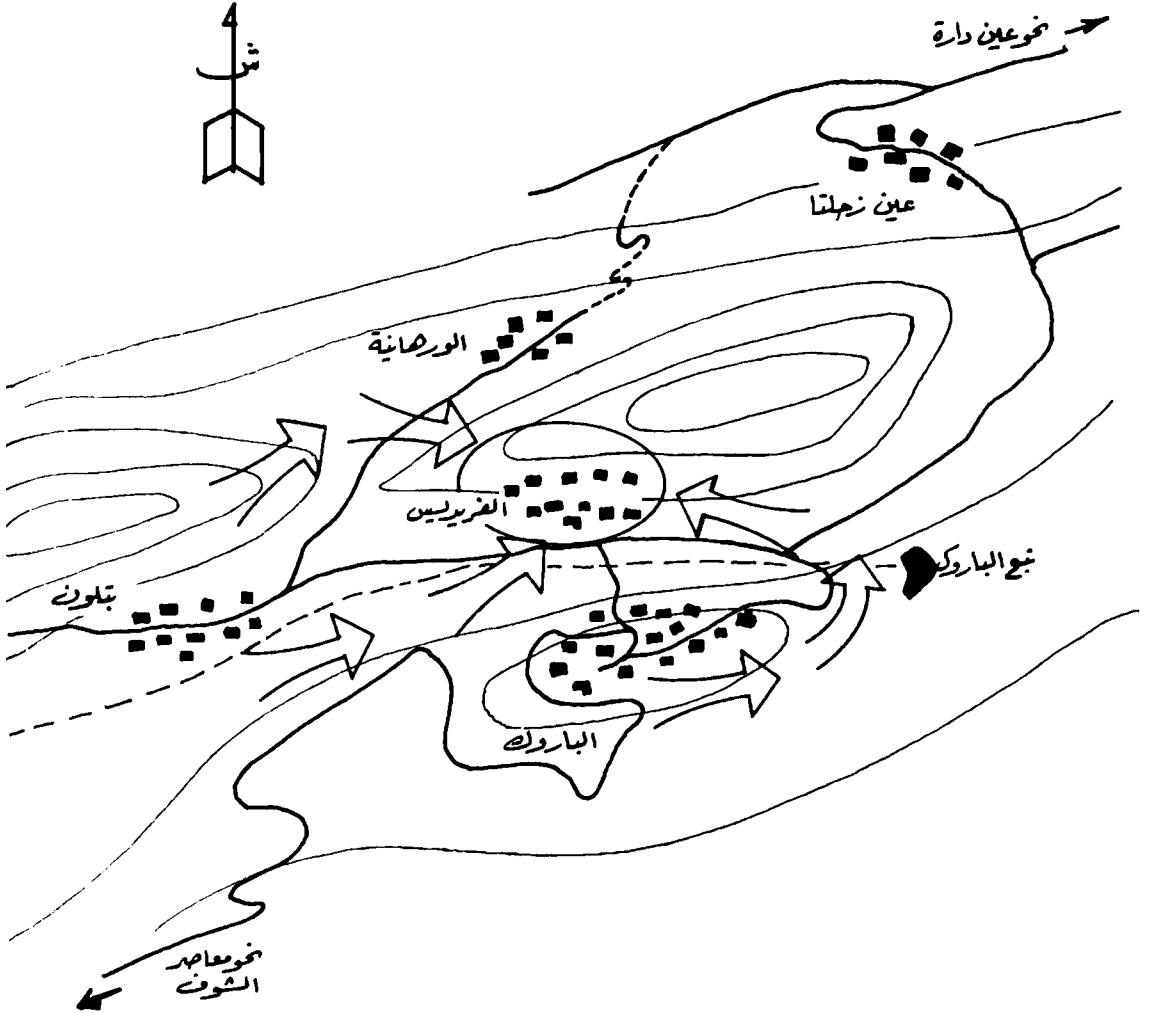 ش
نحو عين دارة
عين زحلتا
الورهانية
الفريديس
نبع الباروك
بتلون
الباروك
نحو معاصر
الشوف